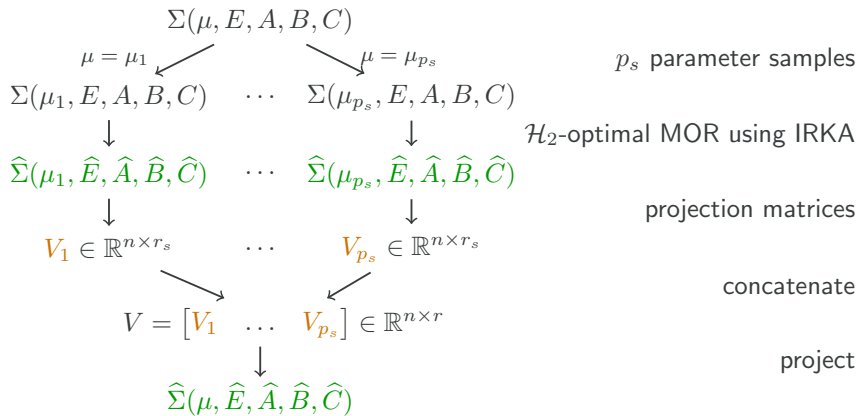 Σ(μ, E, A, B, C)
μ = μ₁ μ = μ_{p_s} p_s parameter samples
Σ(μ₁, E, A, B, C) ⋯ Σ(μ_{p_s}, E, A, B, C)
ℋ₂-optimal MOR using IRKA
Σ̂(μ₁, Ê, Â, B̂, Ĉ) ⋯ Σ̂(μ_{p_s}, Ê, Â, B̂, Ĉ)
projection matrices
V₁ ∈ ℝ^{n×r_s} ⋯ V_{p_s} ∈ ℝ^{n×r_s}
concatenate
V = [V₁ … V_{p_s}] ∈ ℝ^{n×r}
project
Σ̂(μ, Ê, Â, B̂, Ĉ)